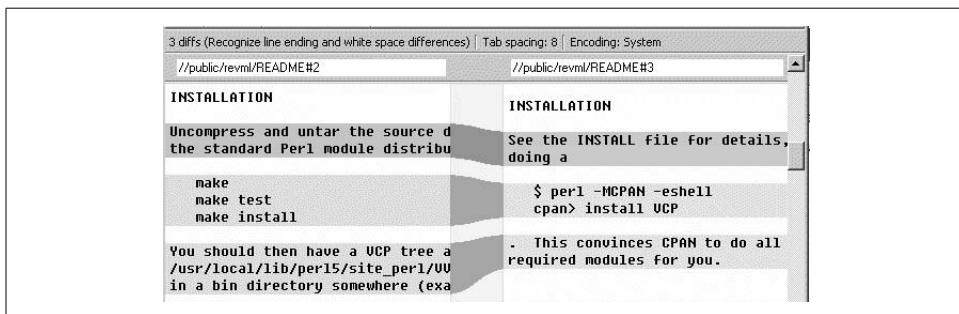 3 diffs (Recognize line ending and white space differences) Tab spacing: 8 Encoding: System
//public/revml/README#2
//public/revml/README#3
INSTALLATION
Uncompress and untar the source d
the standard Perl module distribu
make
make test
make install
You should then have a VCP tree a
/usr/local/lib/perl5/site_perl/VV
in a bin directory somewhere (exa
INSTALLATION
See the INSTALL file for details,
doing a
$ perl -MCPAN -eshell
cpan> install VCP
. This convinces CPAN to do all
required modules for you.